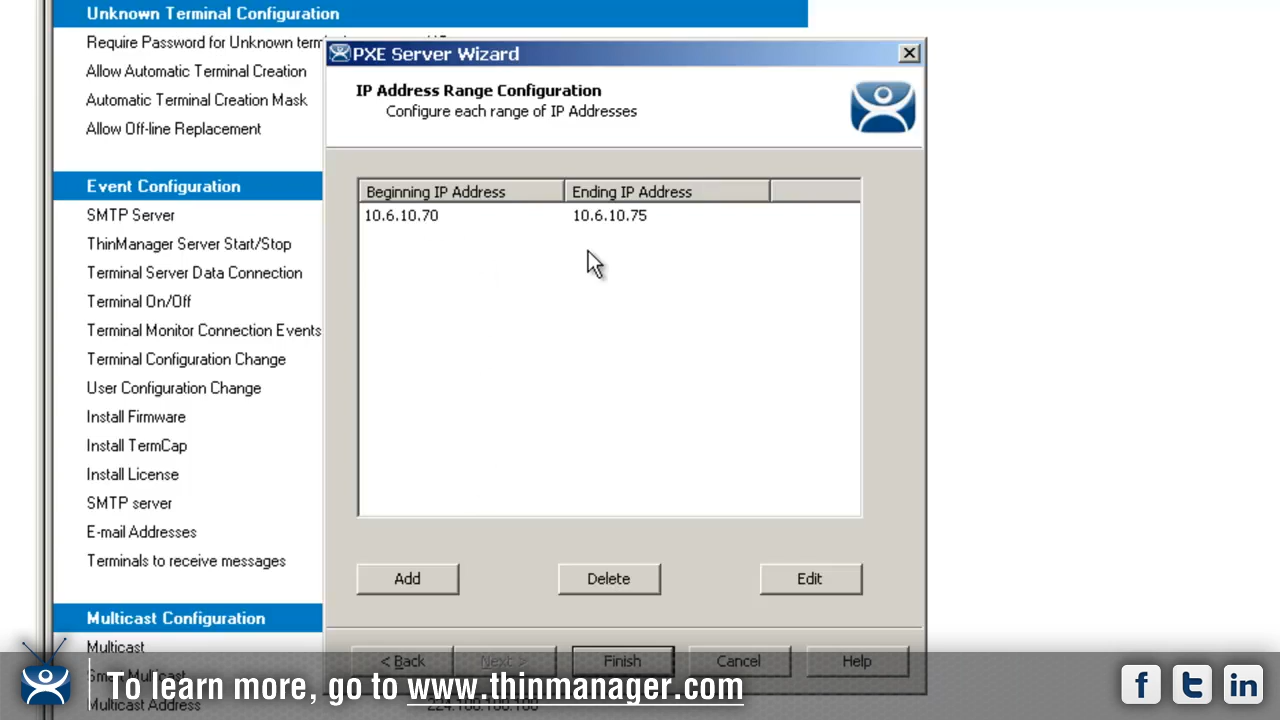 Unknown Terminal Configuration
Require Password for Unknown
Allow Automatic Terminal Creation
Automatic Terminal Creation Mask
Allow Off-line Replacement
Event Configuration
SMTP Server
ThinManager Server Start/Stop
Terminal Server Data Connection
Terminal On/Off
Terminal Monitor Connection Events
Terminal Configuration Change
User Configuration Change
Install Firmware
Install TermCap
Install License
SMTP server
E-mail Addresses
Terminals to receive messages
Multicast Configuration
Multicast
Multicast Address
PXE Server Wizard
IP Address Range Configuration
Configure each range of IP Addresses
Beginning IP Address Ending IP Address
10.6.10.70 10.6.10.75
Add Delete Edit
< Back Next > Finish Cancel Help
To learn more, go to www.thinmanager.com
f t in